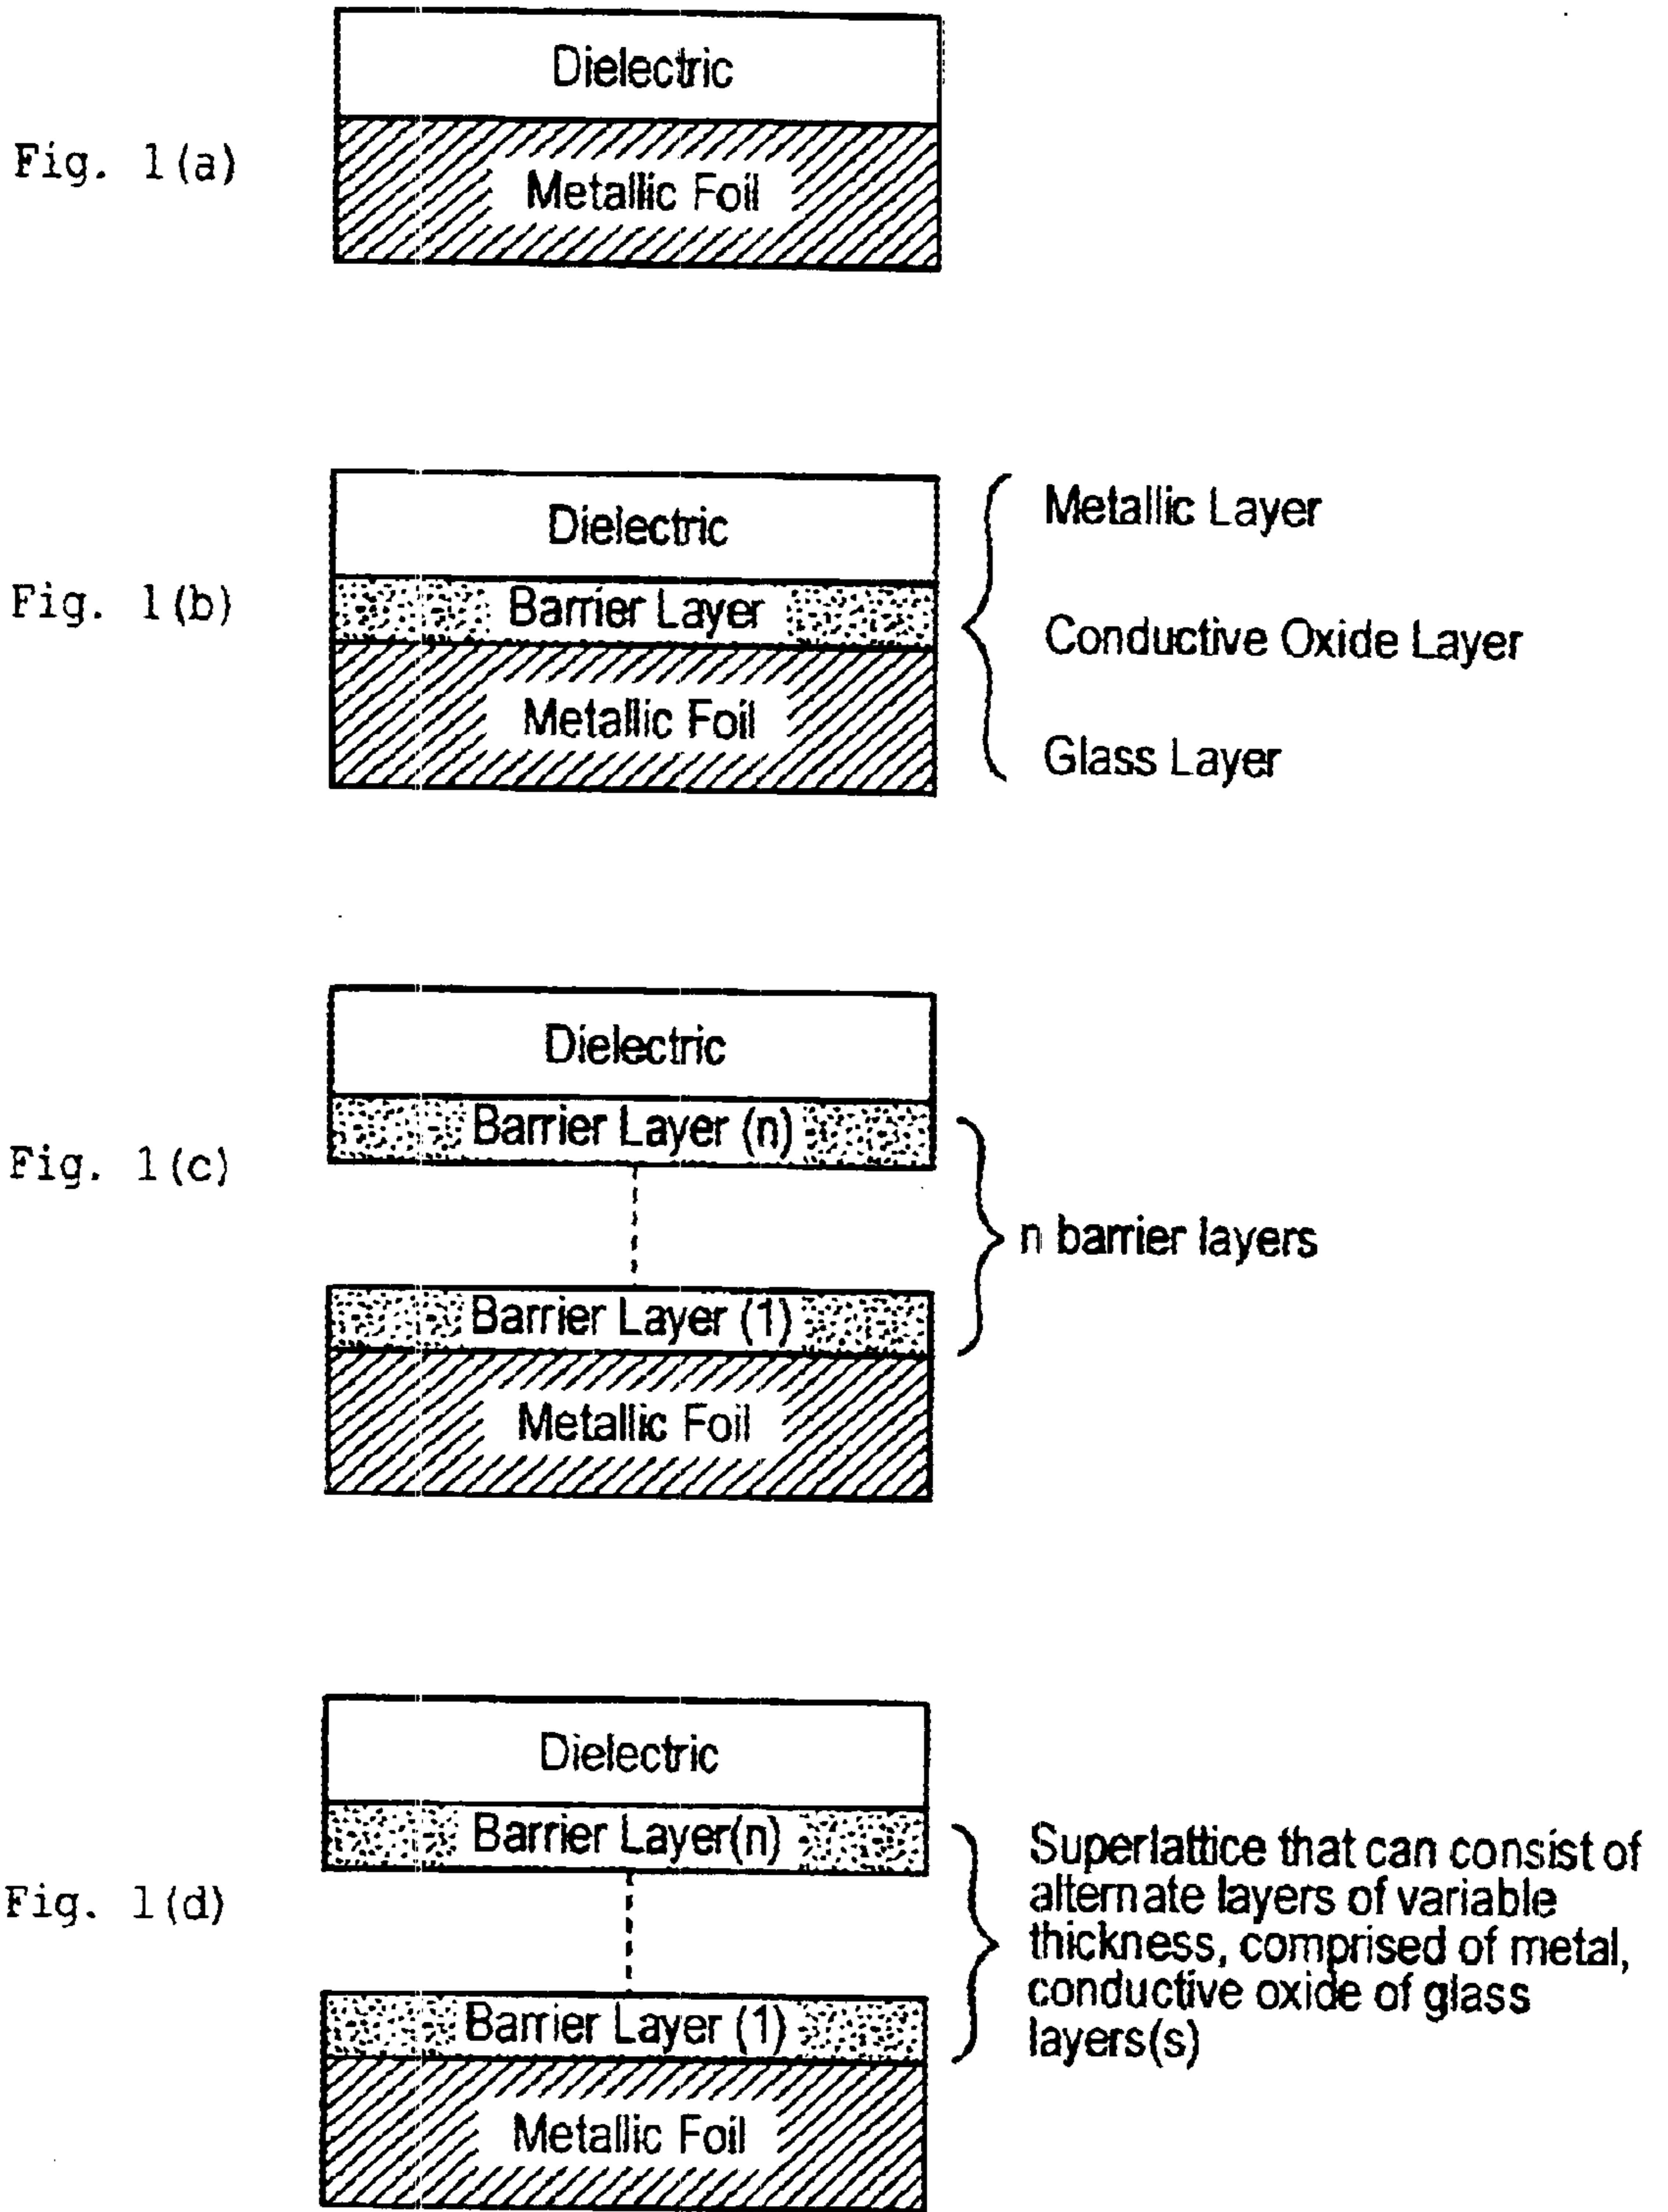 Fig. 1(a)
Dielectric
Metallic Foil
Fig. 1(b)
Dielectric
Barrier Layer
Metallic Foil
Metallic Layer
Conductive Oxide Layer
Glass Layer
Fig. 1(c)
Dielectric
Barrier Layer (n)
Barrier Layer (1)
Metallic Foil
n barrier layers
Fig. 1(d)
Dielectric
Barrier Layer(n)
Barrier Layer (1)
Metallic Foil
Superlattice that can consist of
alternate layers of variable
thickness, comprised of metal,
conductive oxide of glass
layers(s)